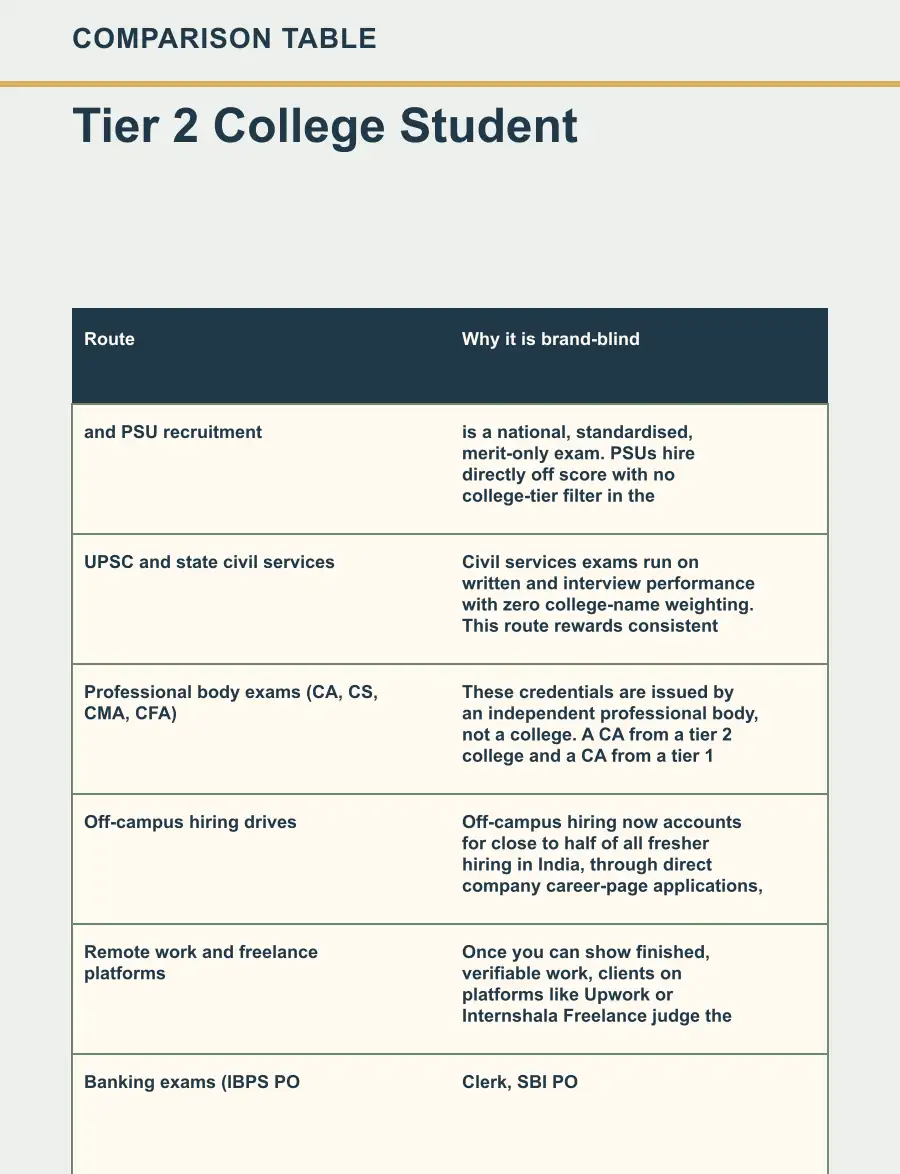 COMPARISON TABLE
Tier 2 College Student
Route
Why it is brand-blind
and PSU recruitment
is a national, standardised,
merit-only exam. PSUs hire
directly off score with no
college-tier filter in the
UPSC and state civil services
Civil services exams run on
written and interview performance
with zero college-name weighting.
This route rewards consistent
Professional body exams (CA, CS,
CMA, CFA)
These credentials are issued by
an independent professional body,
not a college. A CA from a tier 2
college and a CA from a tier 1
Off-campus hiring drives
Off-campus hiring now accounts
for close to half of all fresher
hiring in India, through direct
company career-page applications,
Remote work and freelance
platforms
Once you can show finished,
verifiable work, clients on
platforms like Upwork or
Internshala Freelance judge the
Banking exams (IBPS PO
Clerk, SBI PO